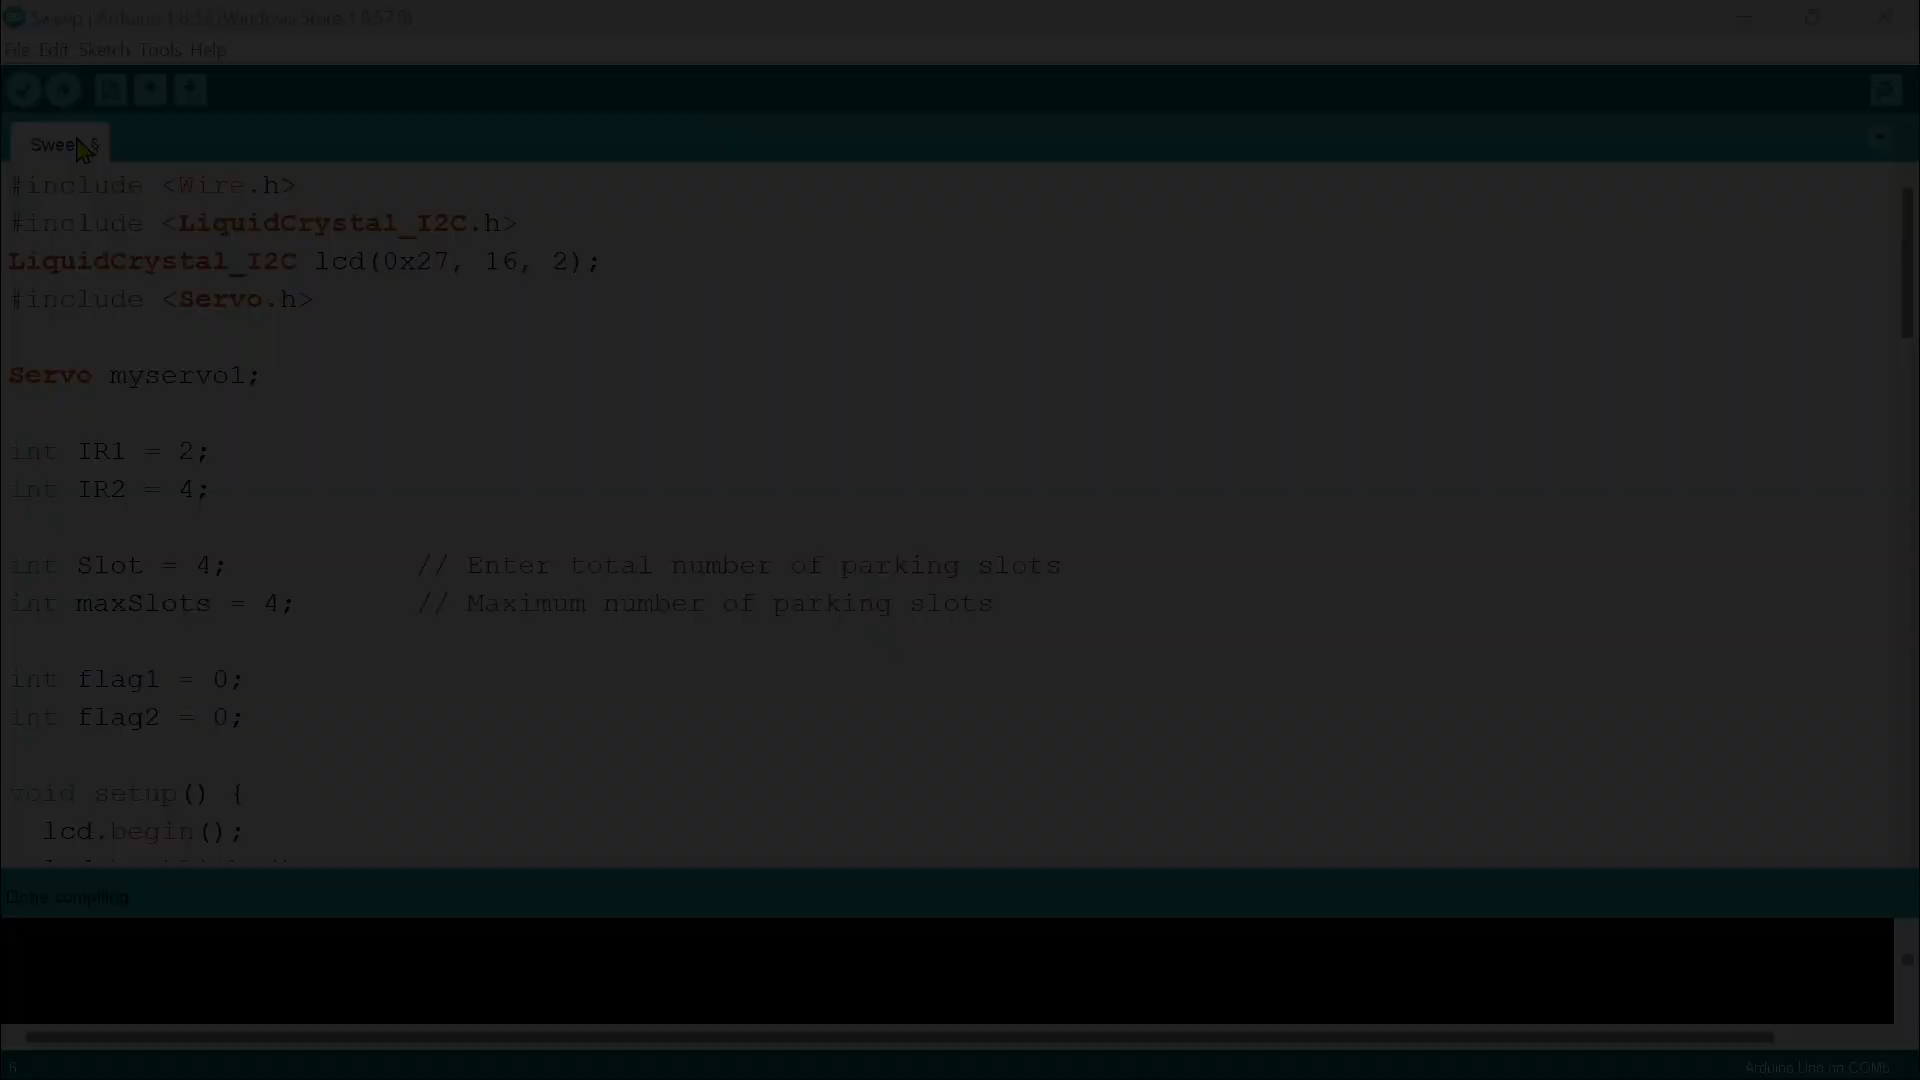 Sweep | Arduino 1.8.19 (Windows Store 1.8.57.0)
File Edit Sketch Tools Help
Sweep §
#include <Wire.h>
#include <LiquidCrystal_I2C.h>
LiquidCrystal_I2C lcd(0x27, 16, 2);
#include <Servo.h>
Servo myservo1;
int IR1 = 2;
int IR2 = 4;
int Slot = 4; // Enter total number of parking slots
int maxSlots = 4; // Maximum number of parking slots
int flag1 = 0;
int flag2 = 0;
void setup() {
lcd.begin();
Done compiling
6
Arduino Uno on COM6